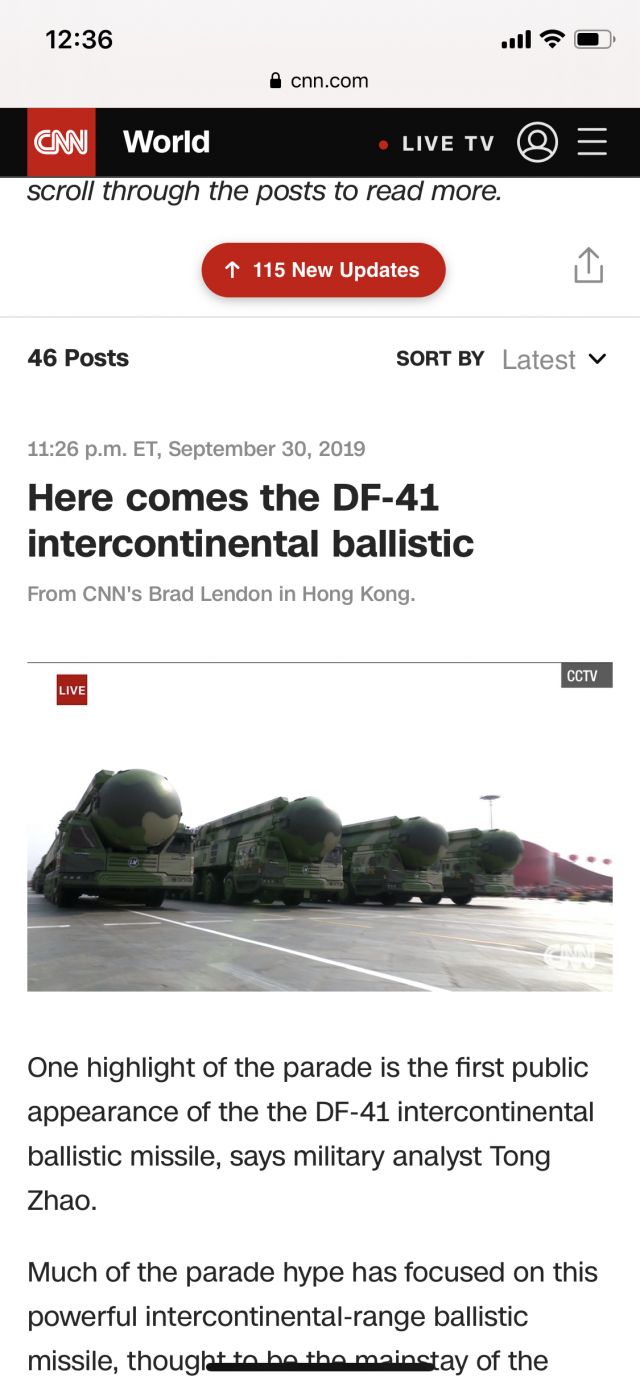 12:36
cnn.com
CNN World LIVE TV
scroll through the posts to read more.
↑ 115 New Updates
46 Posts SORT BY Latest
11:26 p.m. ET, September 30, 2019
Here comes the DF-41
intercontinental ballistic
From CNN's Brad Lendon in Hong Kong.
LIVE CCTV
CNN
One highlight of the parade is the first public
appearance of the the DF-41 intercontinental
ballistic missile, says military analyst Tong
Zhao.
Much of the parade hype has focused on this
powerful intercontinental-range ballistic
missile, thought to be the mainstay of the